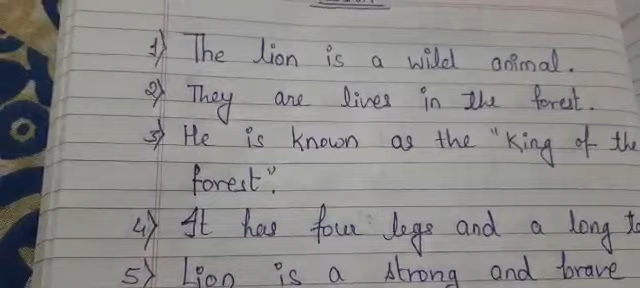 1) The lion is a wild animal.
2) They are lives in the forest.
3) He is known as the "King of the
forest".
4) It has four legs and a long
5) Lion is a strong and brave